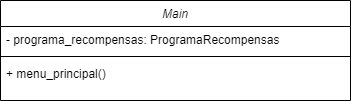 Main
- programa_recompensas: ProgramaRecompensas
+ menu_principal()